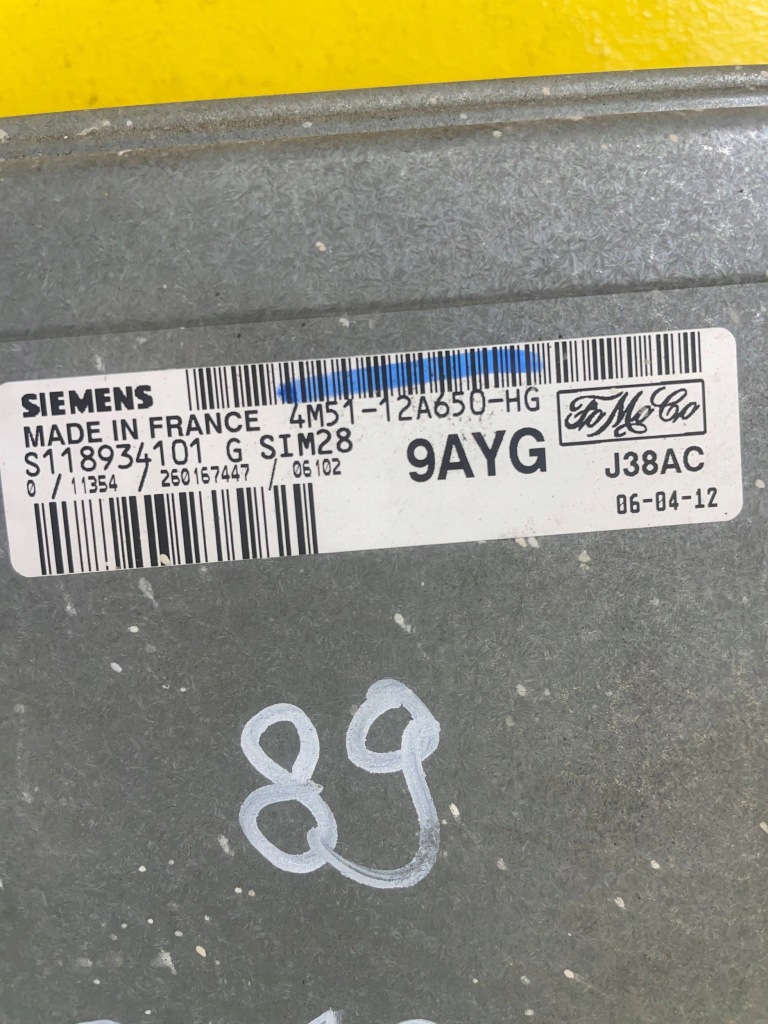 SIEMENS
MADE IN FRANCE 4M51-12A650-HG FoMoCo
S118934101 G SIM28 9AYG J38AC
0 / 11354 / 260167447 / 06102
06-04-12
89